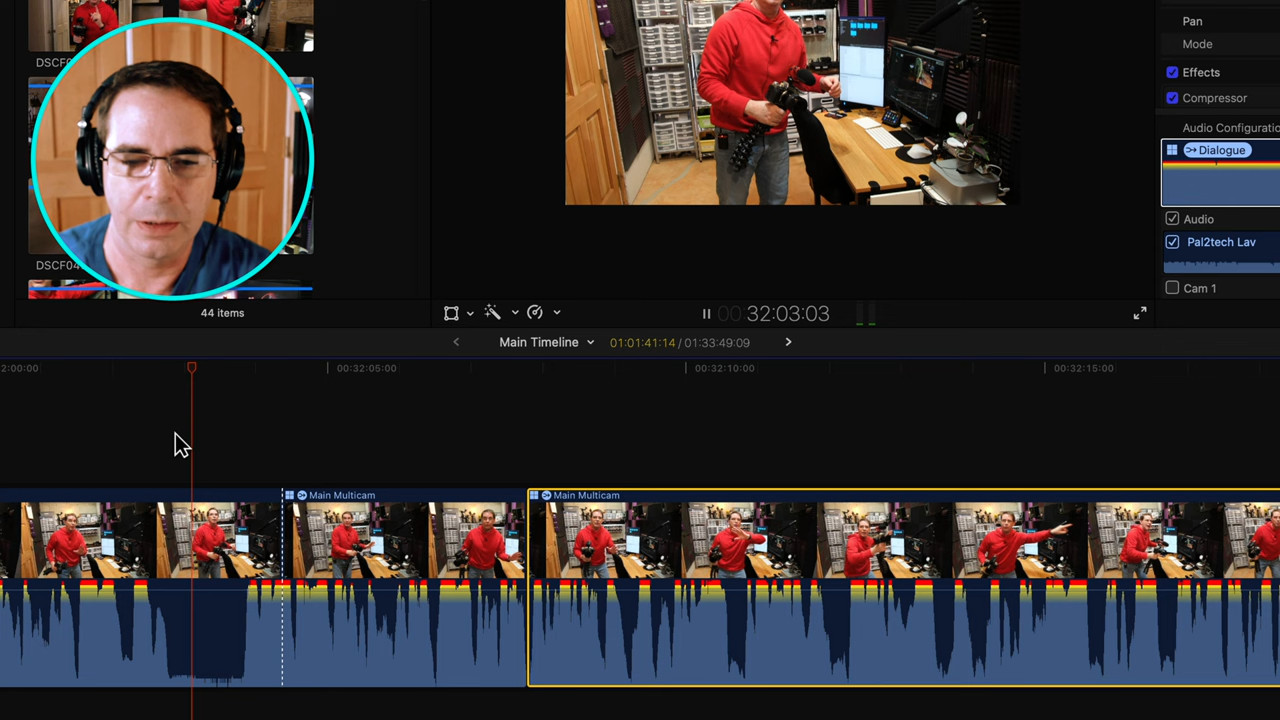 DSCF0
DSCF04
44 items
Pan
Mode
Effects
Compressor
Audio Configuratio
Dialogue
Audio
Pal2tech Lav
Cam 1
00:32:03:03
Main Timeline
01:01:41:14 / 01:33:49:09
2:00:00
00:32:05:00
00:32:10:00
00:32:15:00
Main Multicam
Main Multicam